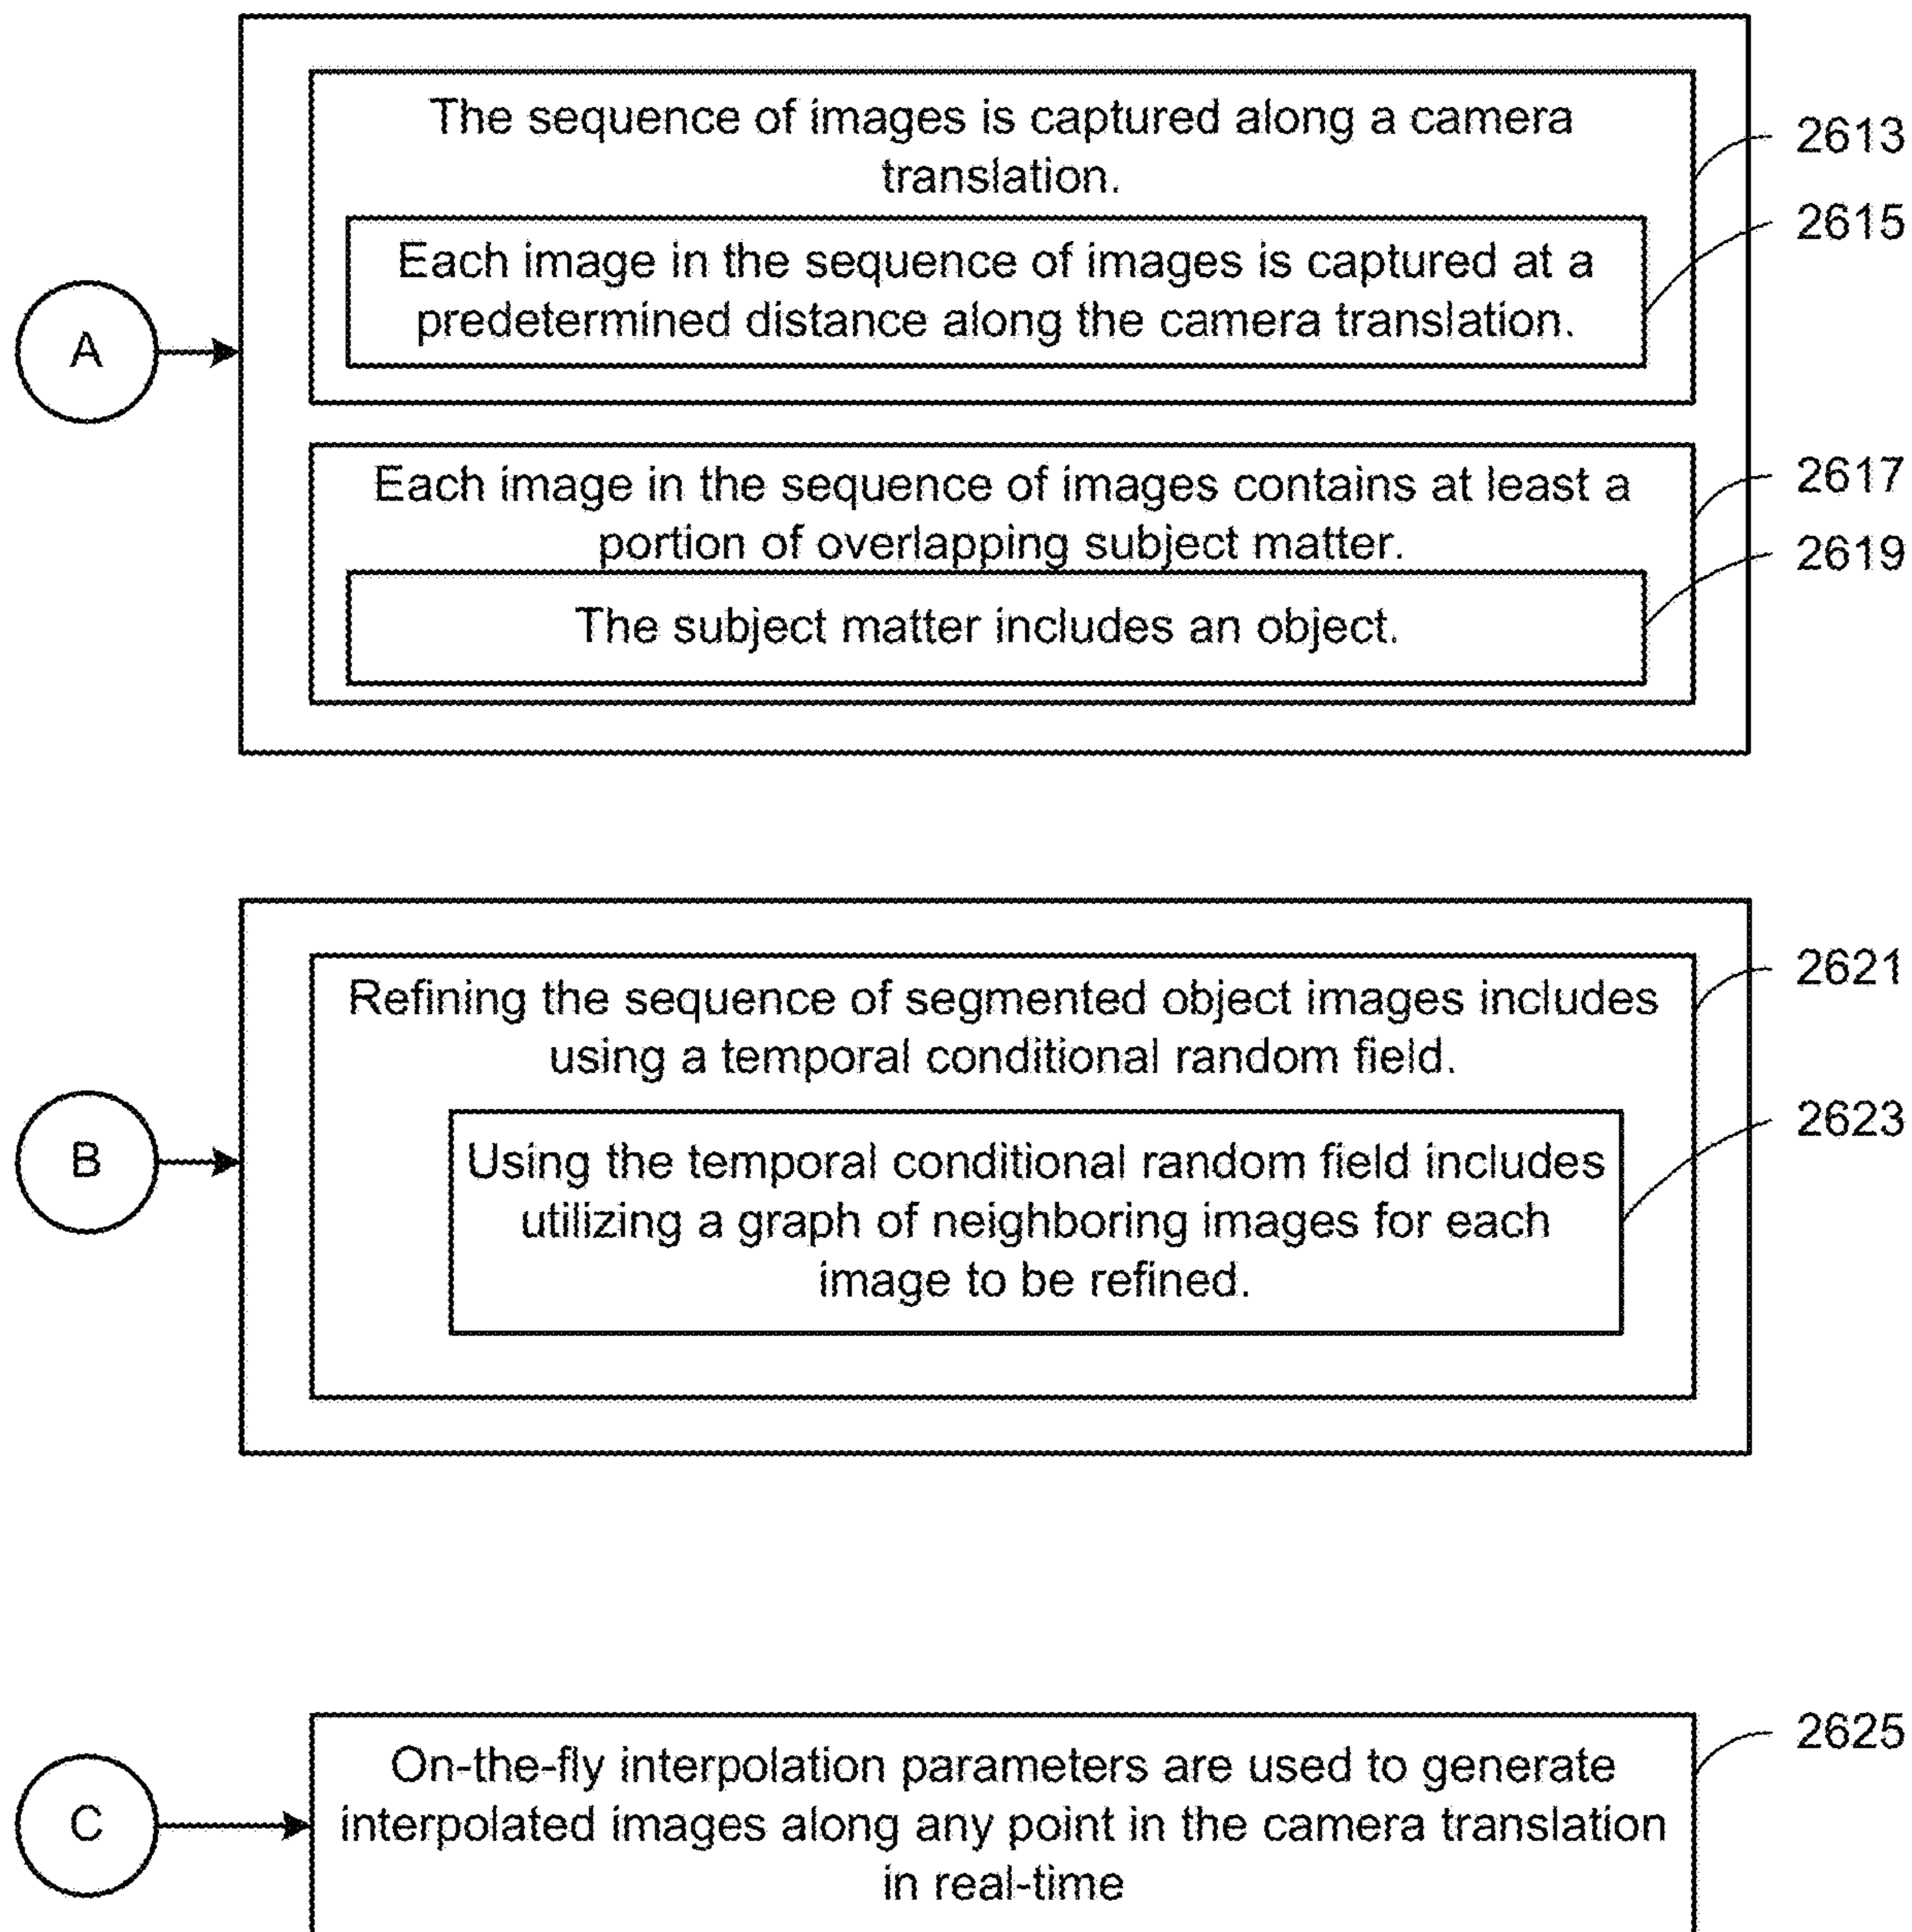 The sequence of images is captured along a camera
translation.
2613
Each image in the sequence of images is captured at a
predetermined distance along the camera translation.
2615
A
Each image in the sequence of images contains at least a
portion of overlapping subject matter.
2617
The subject matter includes an object.
2619
Refining the sequence of segmented object images includes
using a temporal conditional random field.
2621
Using the temporal conditional random field includes
utilizing a graph of neighboring images for each
image to be refined.
2623
B
On-the-fly interpolation parameters are used to generate
interpolated images along any point in the camera translation
in real-time
2625
C